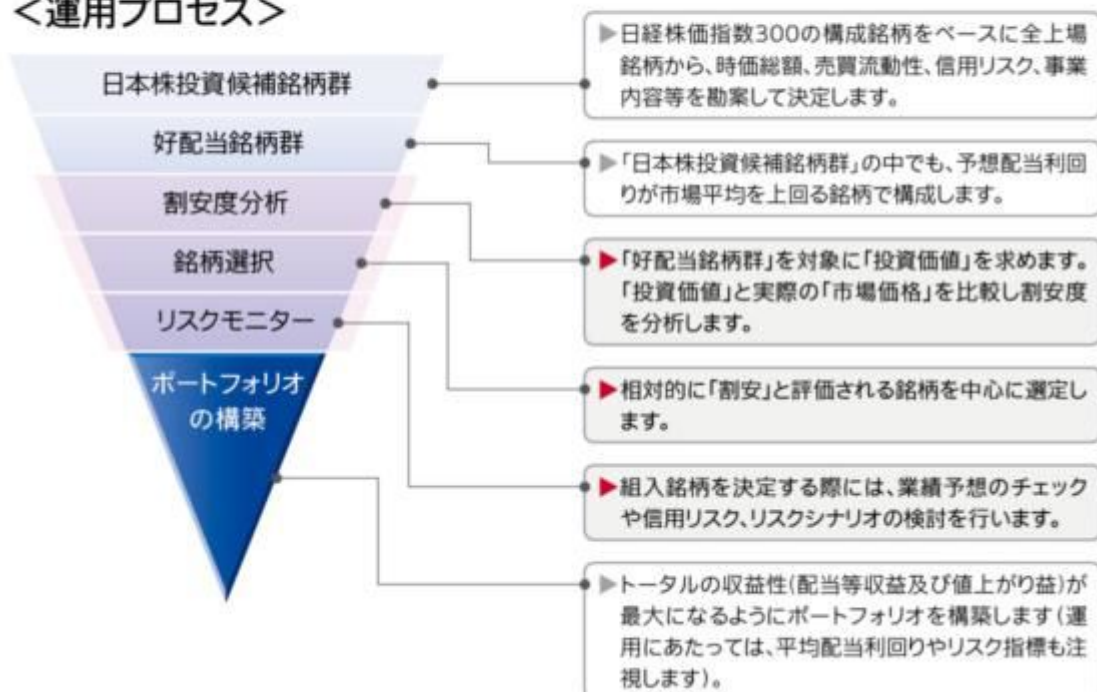 <運用プロセス>
日本株投資候補銘柄群
▶日経株価指数300の構成銘柄をベースに全上場
銘柄から、時価総額、売買流動性、信用リスク、事業
内容等を勘案して決定します。
好配当銘柄群
▶「日本株投資候補銘柄群」の中でも、予想配当利回
りが市場平均を上回る銘柄で構成します。
割安度分析
▶「好配当銘柄群」を対象に「投資価値」を求めます。
「投資価値」と実際の「市場価格」を比較し割安度
を分析します。
銘柄選択
▶相対的に「割安」と評価される銘柄を中心に選定し
ます。
リスクモニター
▶組入銘柄を決定する際には、業績予想のチェック
や信用リスク、リスクシナリオの検討を行います。
ポートフォリオ
の構築
▶トータルの収益性(配当等収益及び値上がり益)が
最大になるようにポートフォリオを構築します(運
用にあたっては、平均配当利回りやリスク指標も注
視します)。